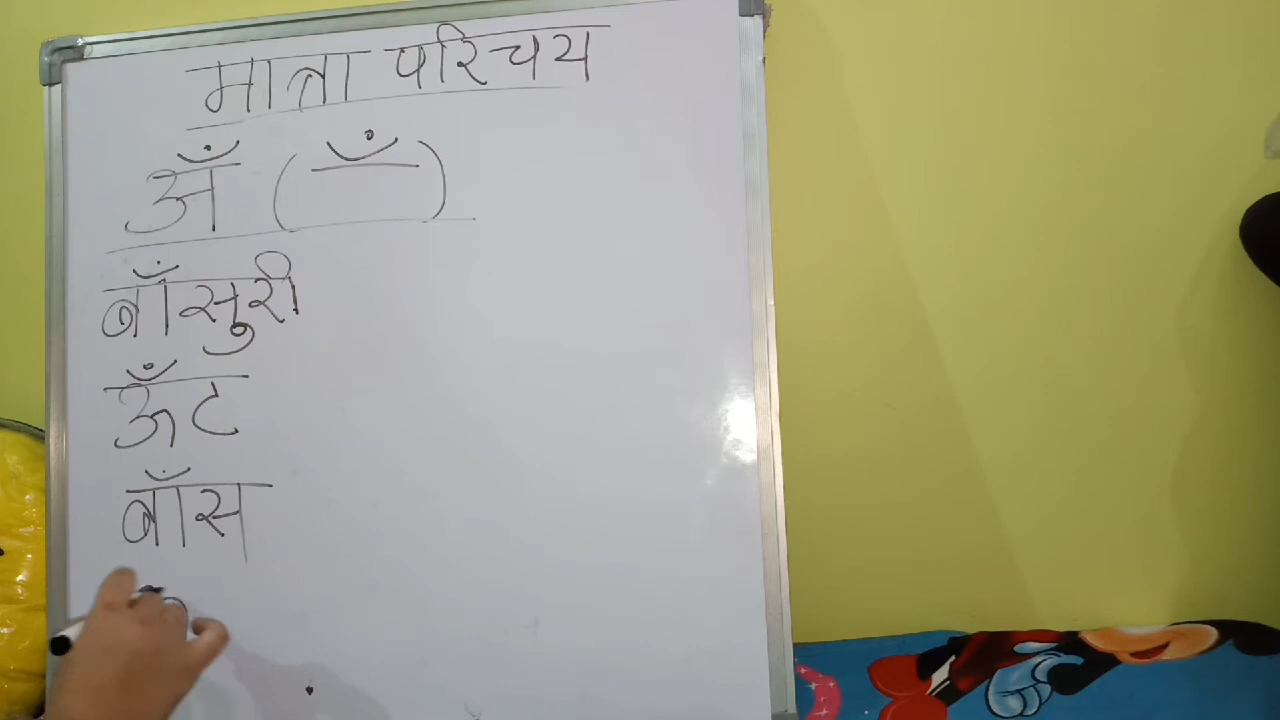 मात्रा परिचय
अँ ( ँ )
बाँसुरी
ऊँट
बाँस